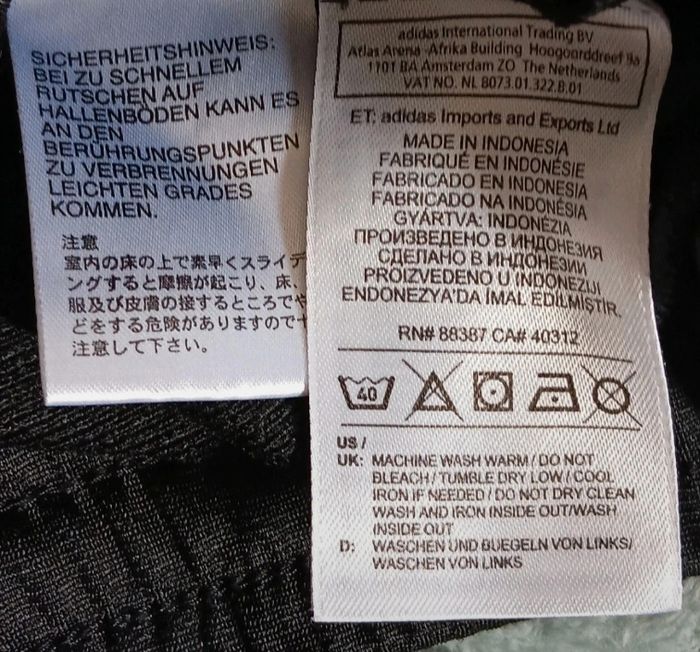 SICHERHEITSHINWEIS:
BEI ZU SCHNELLEM
RUTSCHEN AUF
HALLENBÖDEN KANN ES
AN DEN
BERÜHRUNGSPUNKTEN
ZU VERBRENNUNGEN
LEICHTEN GRADES
KOMMEN.
注意
室内の床の上で素早くスライデ
ングすると摩擦が起こり、床、
服及び皮膚の接するところでや
どをする危険がありますので十
注意して下さい。
adidas International Trading BV
Atlas Arena -Afrika Building Hoogoorddreef 9a
1101 BA Amsterdam ZO The Netherlands
VAT NO. NL 8073.01.322.B.01
ET: adidas Imports and Exports Ltd
MADE IN INDONESIA
FABRIQUÉ EN INDONÉSIE
FABRICADO EN INDONESIA
FABRICADO NA INDONÉSIA
GYÁRTVA: INDONÉZIA
ПРОИЗВЕДЕНО В ИНДОНЕЗИЯ
СДЕЛАНО В ИНДОНЕЗИИ
PROIZVEDENO U INDONEZIJI
ENDONEZYA'DA İMAL EDİLMİŞTİR.
RN# 88387 CA# 40312
40
US /
UK: MACHINE WASH WARM / DO NOT
BLEACH / TUMBLE DRY LOW / COOL
IRON IF NEEDED / DO NOT DRY CLEAN
WASH AND IRON INSIDE OUT/WASH
INSIDE OUT
D: WASCHEN UND BUEGELN VON LINKS/
WASCHEN VON LINKS